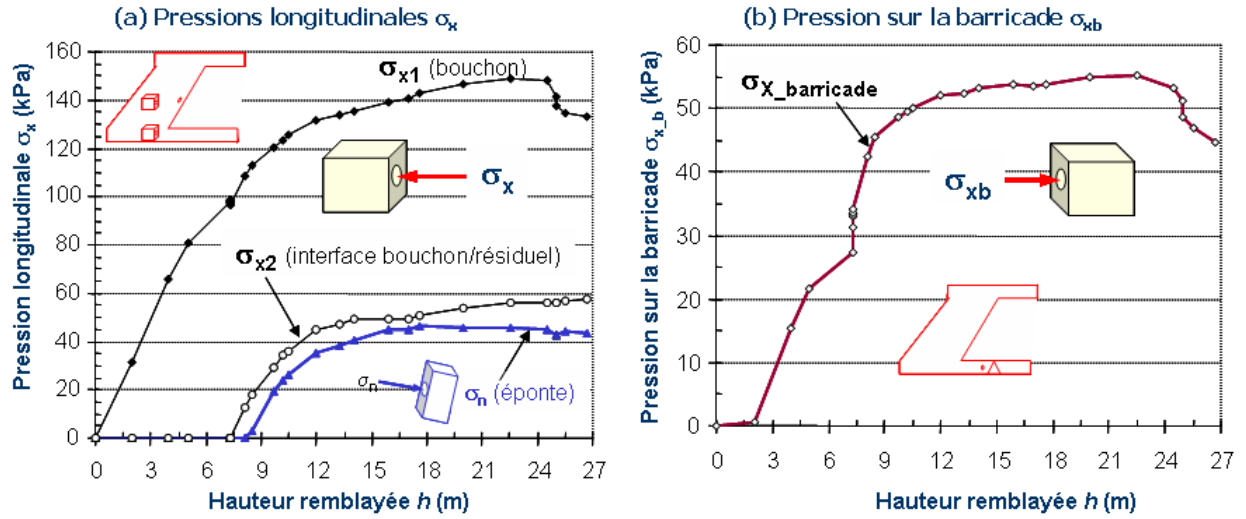 (a) Pressions longitudinales σx
Pression longitudinale σx (kPa)
160
140
120
100
80
60
40
20
0
σx1 (bouchon)
σx
σx2 (interface bouchon/résiduel)
σn
σn (éponte)
0 3 6 9 12 15 18 21 24 27
Hauteur remblayée h (m)
(b) Pression sur la barricade σxb
Pression sur la barricade σx_b (kPa)
60
50
40
30
20
10
0
σX_barricade
σxb
0 3 6 9 12 15 18 21 24 27
Hauteur remblayée h (m)